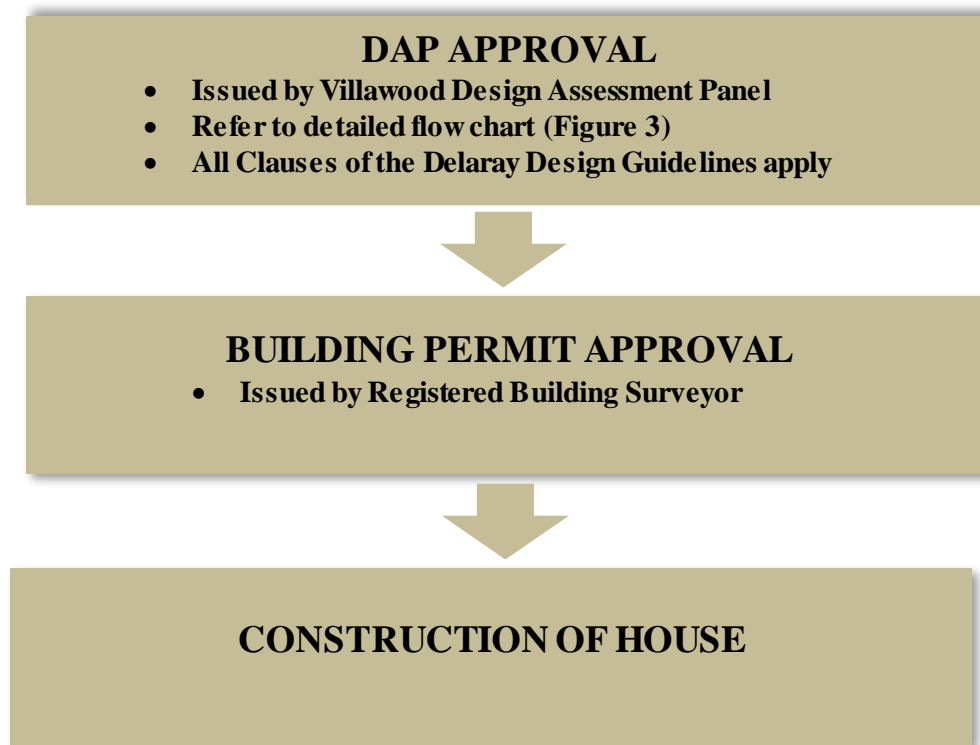 DAP APPROVAL
• Issued by Villawood Design Assessment Panel
• Refer to detailed flow chart (Figure 3)
• All Clauses of the Delaray Design Guidelines apply
BUILDING PERMIT APPROVAL
• Issued by Registered Building Surveyor
CONSTRUCTION OF HOUSE